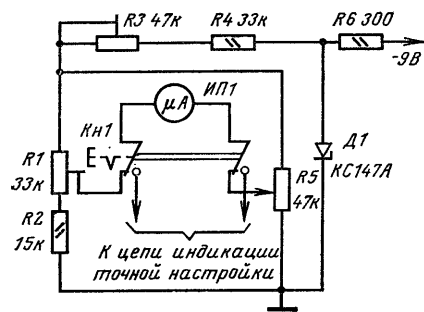 R3 47к
R4 33к
R6 300
-9В
ИП1
μА
Кн1
Д1
КС147А
R1
33к
R5
47к
R2
15к
К цепи индикации
точной настройки